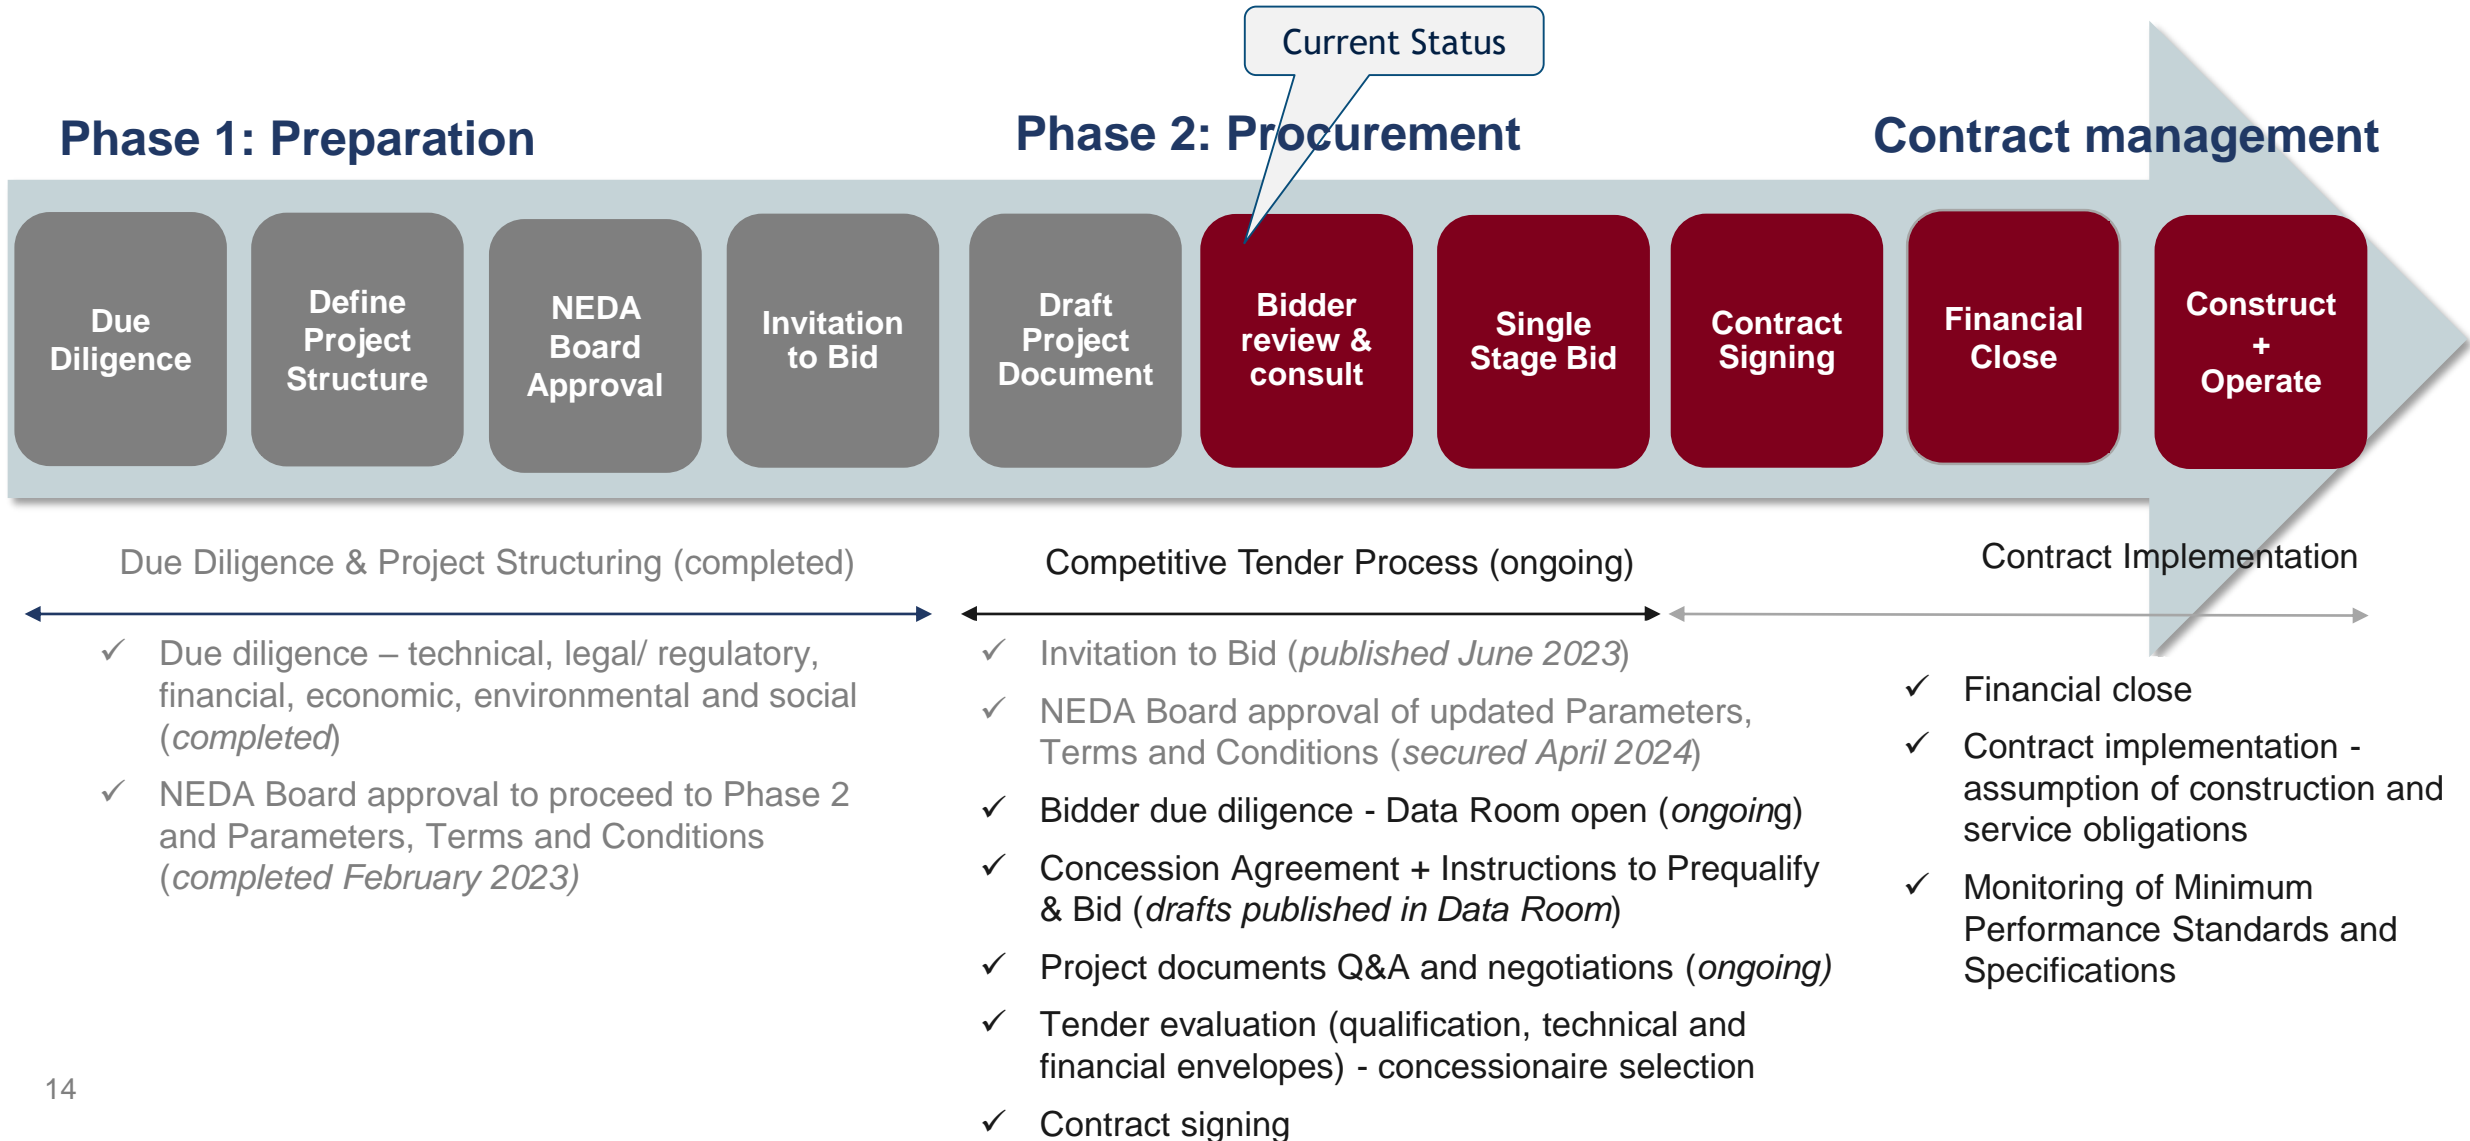 Current Status
Phase 1: Preparation
Phase 2: Procurement
Contract management
Due
Diligence
Define
Project
Structure
NEDA
Board
Approval
Invitation
to Bid
Draft
Project
Document
Bidder
review &
consult
Single
Stage Bid
Contract
Signing
Financial
Close
Construct
+
Operate
Due Diligence & Project Structuring (completed)
✓ Due diligence – technical, legal/ regulatory,
financial, economic, environmental and social
(completed)
✓ NEDA Board approval to proceed to Phase 2
and Parameters, Terms and Conditions
(completed February 2023)
Competitive Tender Process (ongoing)
✓ Invitation to Bid (published June 2023)
✓ NEDA Board approval of updated Parameters,
Terms and Conditions (secured April 2024)
✓ Bidder due diligence - Data Room open (ongoing)
✓ Concession Agreement + Instructions to Prequalify
& Bid (drafts published in Data Room)
✓ Project documents Q&A and negotiations (ongoing)
✓ Tender evaluation (qualification, technical and
financial envelopes) - concessionaire selection
✓ Contract signing
Contract Implementation
✓ Financial close
✓ Contract implementation -
assumption of construction and
service obligations
✓ Monitoring of Minimum
Performance Standards and
Specifications
14